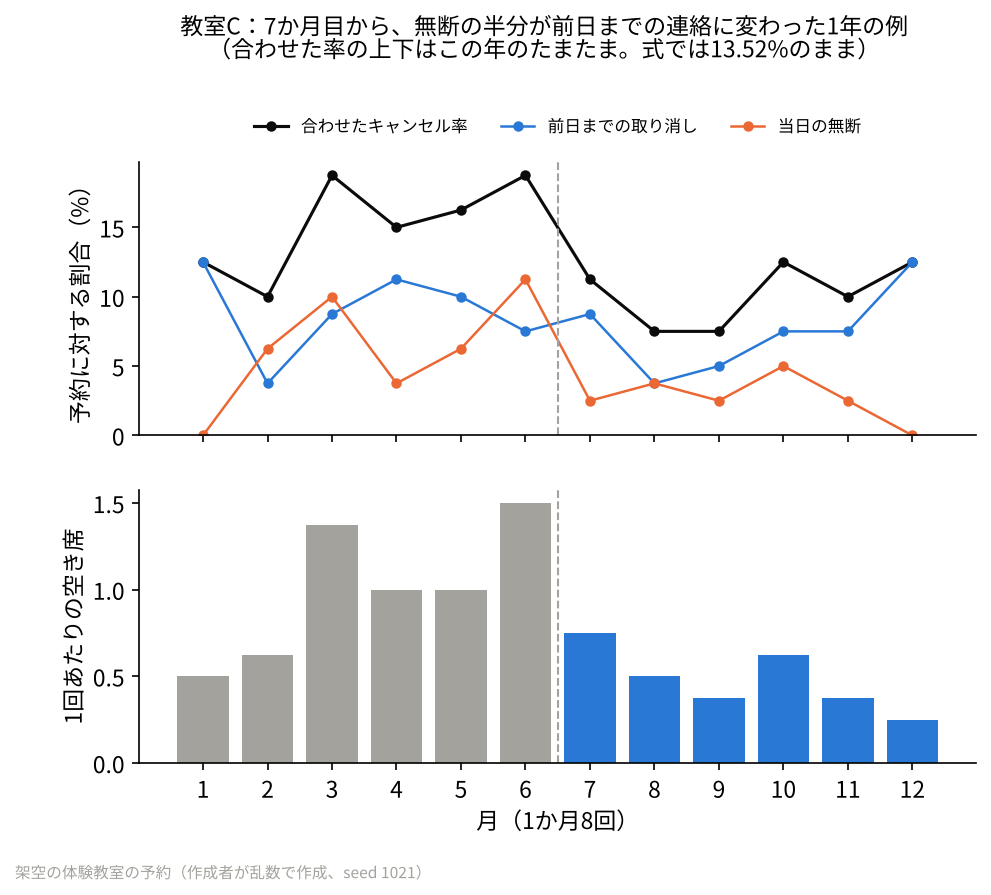 教室C：7か月目から、無断の半分が前日までの連絡に変わった1年の例
（合わせた率の上下はこの年のたまたま。式では13.52%のまま）
合わせたキャンセル率
前日までの取り消し
当日の無断
予約に対する割合（%）
15
10
5
0
1回あたりの空き席
1.5
1.0
0.5
0.0
1 2 3 4 5 6 7 8 9 10 11 12
月（1か月8回）
架空の体験教室の予約（作成者が乱数で作成、seed 1021）